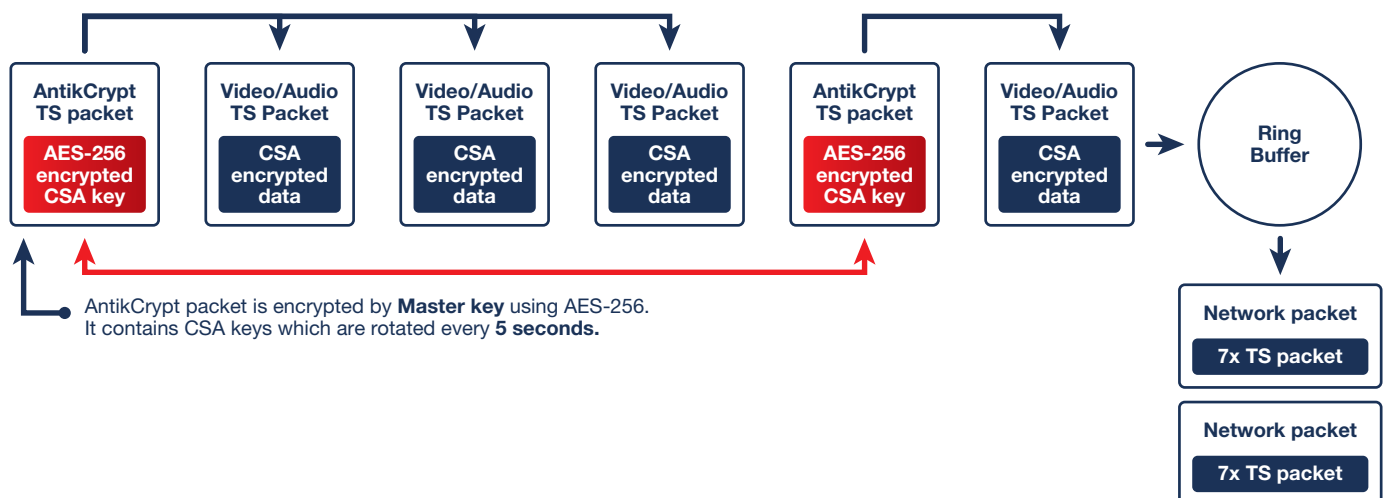 AntikCrypt
TS packet
AES-256
encrypted
CSA key
Video/Audio
TS Packet
CSA
encrypted
data
Video/Audio
TS Packet
CSA
encrypted
data
Video/Audio
TS Packet
CSA
encrypted
data
AntikCrypt
TS packet
AES-256
encrypted
CSA key
Video/Audio
TS Packet
CSA
encrypted
data
Ring
Buffer
AntikCrypt packet is encrypted by Master key using AES-256.
It contains CSA keys which are rotated every 5 seconds.
Network packet
7x TS packet
Network packet
7x TS packet